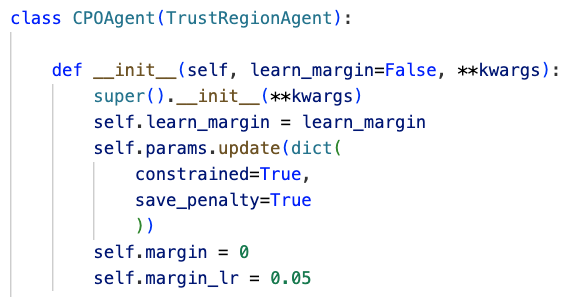 class CPOAgent(TrustRegionAgent):
def __init__(self, learn_margin=False, **kwargs):
super().__init__(**kwargs)
self.learn_margin = learn_margin
self.params.update(dict(
constrained=True,
save_penalty=True
))
self.margin = 0
self.margin_lr = 0.05